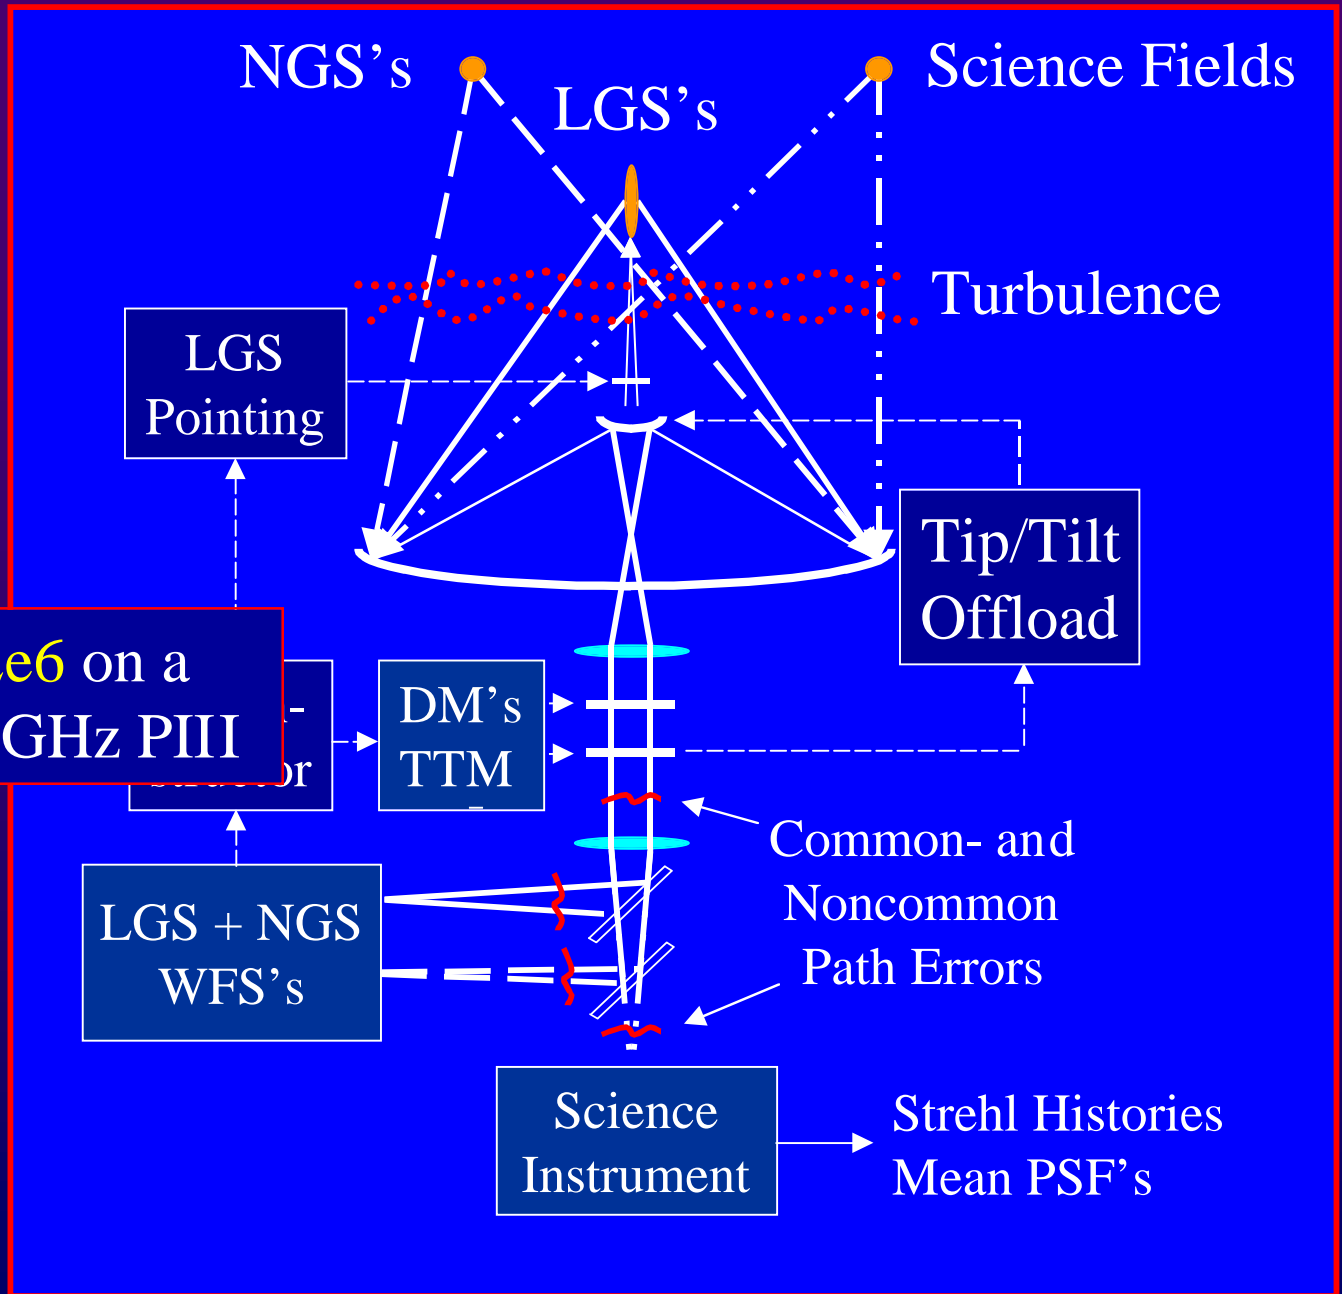 NGS's
LGS's
Science Fields
Turbulence
LGS
Pointing
Tip/Tilt
Offload
e6 on a
GHz PIII
DM's
TTM
Common- and
Noncommon
Path Errors
LGS + NGS
WFS's
Science
Instrument
Strehl Histories
Mean PSF's